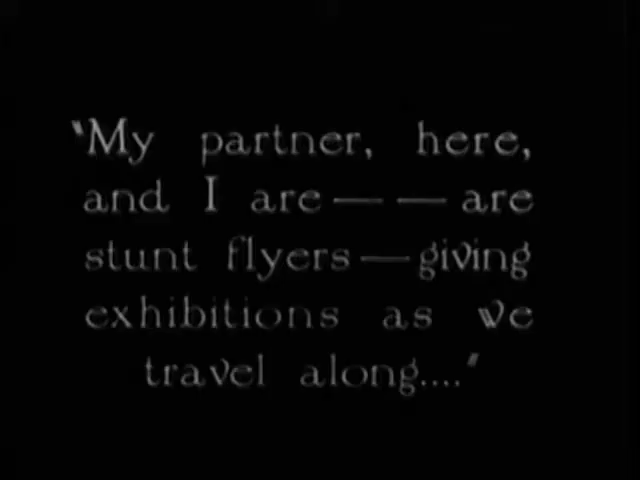 "My partner, here,
and I are — — are
stunt flyers — giving
exhibitions as we
travel along...."